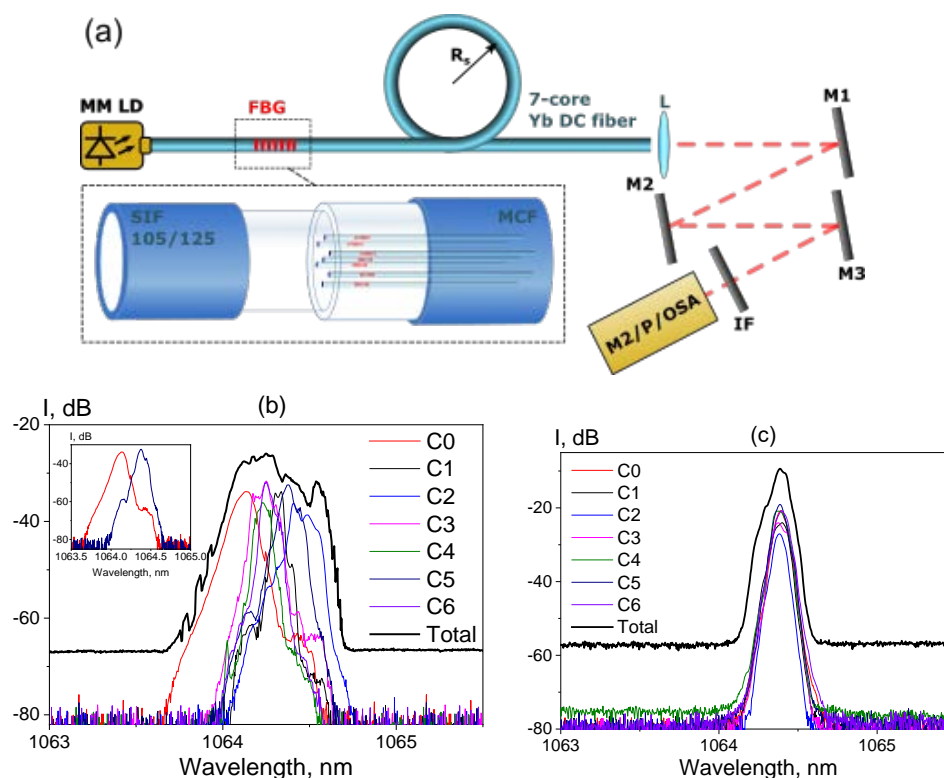 (a)
MM LD
FBG
R_s
7-core
Yb DC fiber
L
M1
M2
M3
IF
M2/P/OSA
SIF
105/125
MCF
(b)
I, dB
-20
-40
-60
-80
1063
1064
1065
Wavelength, nm
C0
C1
C2
C3
C4
C5
C6
Total
I, dB
-40
-60
-80
1063.5
1064.0
1064.5
1065.0
Wavelength, nm
(c)
I, dB
-20
-40
-60
-80
1063
1064
1065
Wavelength, nm
C0
C1
C2
C3
C4
C5
C6
Total